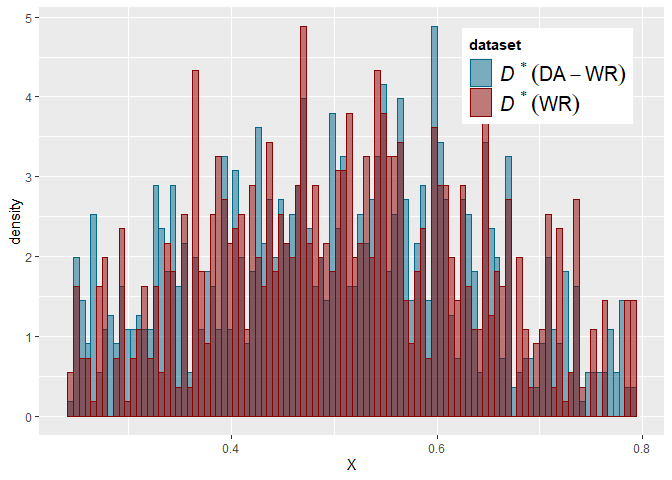 5
4
3
2
1
0
density
0.4
0.6
0.8
X
dataset
D * (DA − WR)
D * (WR)